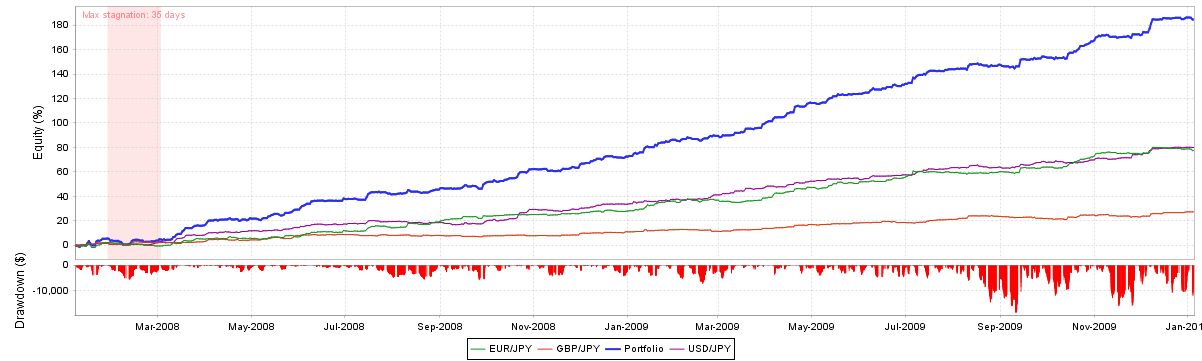 Max stagnation: 35 days
Equity (%)
180
160
140
120
100
80
60
40
20
0
Drawdown ($)
0
-10,000
Mar-2008 May-2008 Jul-2008 Sep-2008 Nov-2008 Jan-2009 Mar-2009 May-2009 Jul-2009 Sep-2009 Nov-2009 Jan-201
EUR/JPY GBP/JPY Portfolio USD/JPY